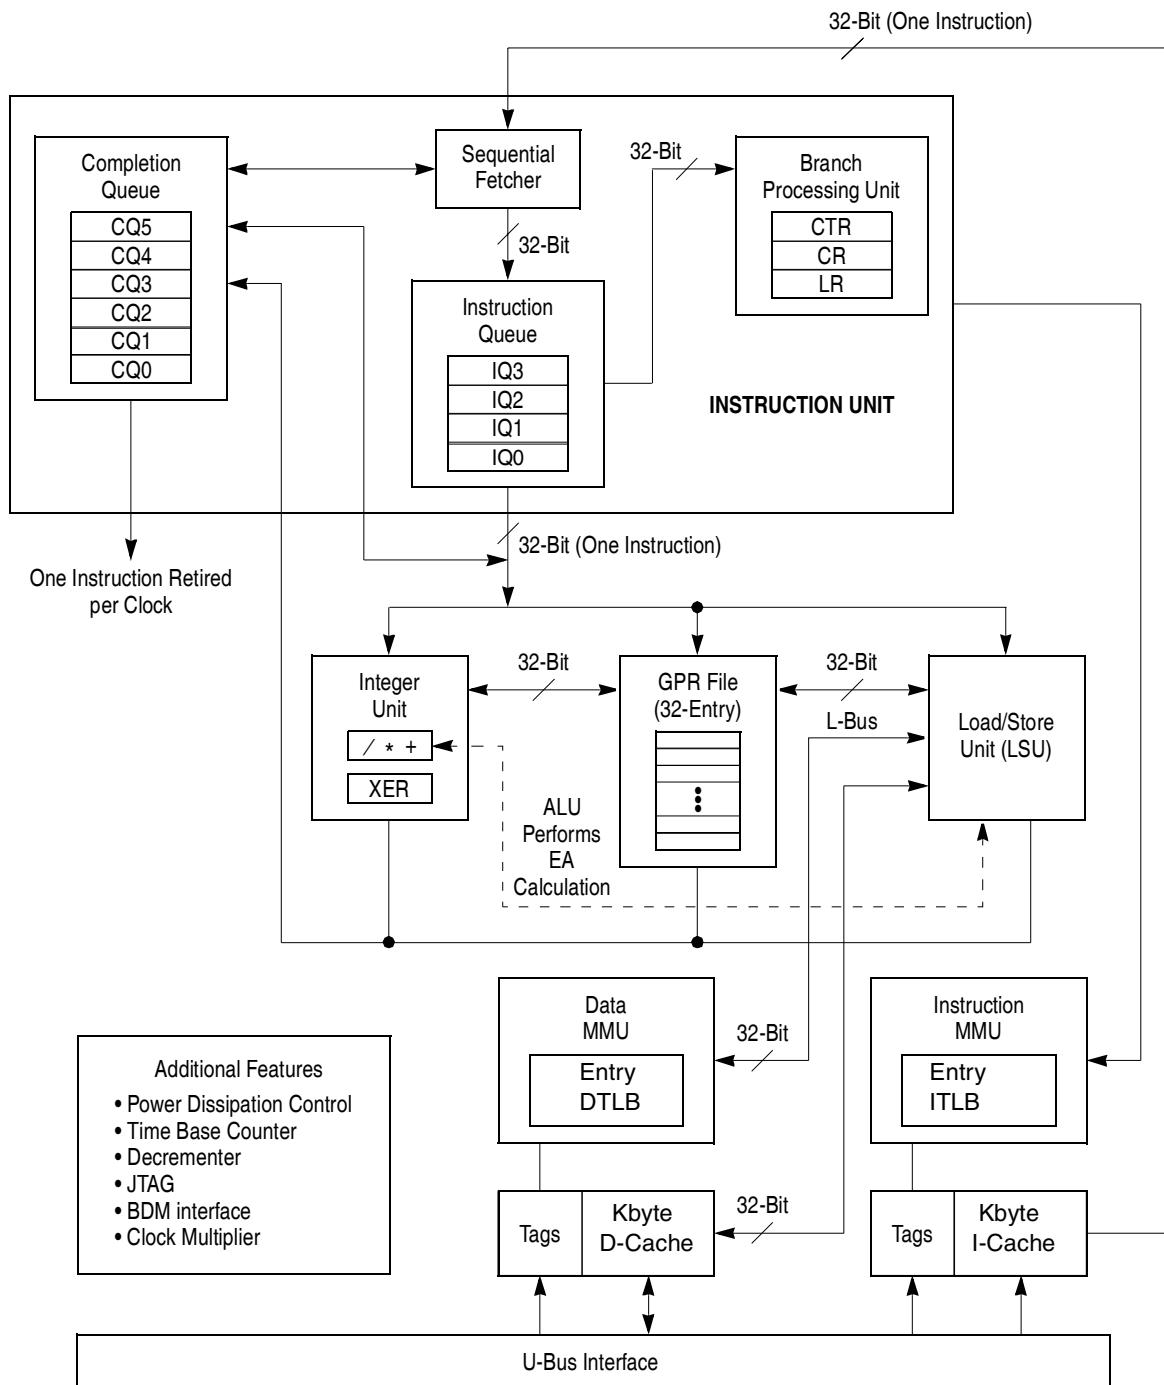 32-Bit (One Instruction)
Completion
Queue
CQ5
CQ4
CQ3
CQ2
CQ1
CQ0
Sequential
Fetcher
32-Bit
32-Bit
Branch
Processing Unit
CTR
CR
LR
Instruction
Queue
IQ3
IQ2
IQ1
IQ0
INSTRUCTION UNIT
32-Bit (One Instruction)
One Instruction Retired
per Clock
Integer
Unit
/ * +
XER
32-Bit
GPR File
(32-Entry)
32-Bit
L-Bus
Load/Store
Unit (LSU)
ALU
Performs
EA
Calculation
Data
MMU
Entry
DTLB
32-Bit
Instruction
MMU
Entry
ITLB
Additional Features
• Power Dissipation Control
• Time Base Counter
• Decrementer
• JTAG
• BDM interface
• Clock Multiplier
Tags
Kbyte
D-Cache
32-Bit
Tags
Kbyte
I-Cache
U-Bus Interface